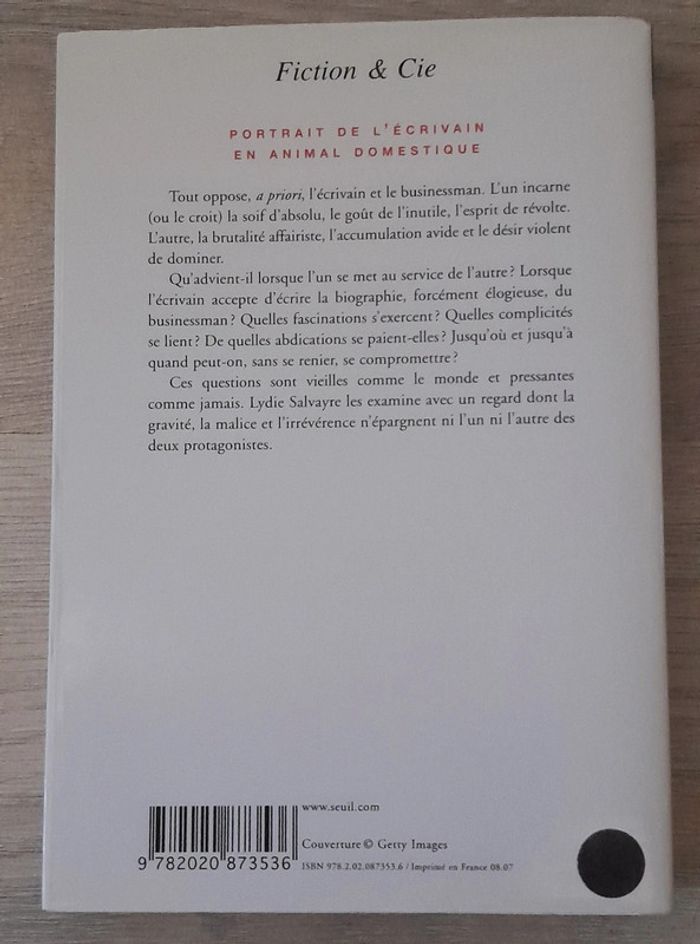 Fiction & Cie
PORTRAIT DE L'ÉCRIVAIN
EN ANIMAL DOMESTIQUE
Tout oppose, a priori, l'écrivain et le businessman. L'un incarne
(ou le croit) la soif d'absolu, le goût de l'inutile, l'esprit de révolte.
L'autre, la brutalité affairiste, l'accumulation avide et le désir violent
de dominer.
Qu'advient-il lorsque l'un se met au service de l'autre ? Lorsque
l'écrivain accepte d'écrire la biographie, forcément élogieuse, du
businessman ? Quelles fascinations s'exercent ? Quelles complicités
se lient ? De quelles abdications se paient-elles ? Jusqu'où et jusqu'à
quand peut-on, sans se renier, se compromettre ?
Ces questions sont vieilles comme le monde et pressantes
comme jamais. Lydie Salvayre les examine avec un regard dont la
gravité, la malice et l'irrévérence n'épargnent ni l'un ni l'autre des
deux protagonistes.
www.seuil.com
Couverture © Getty Images
9 782020 873536
ISBN 978.2.02.087353.6 / Imprimé en France 08.07